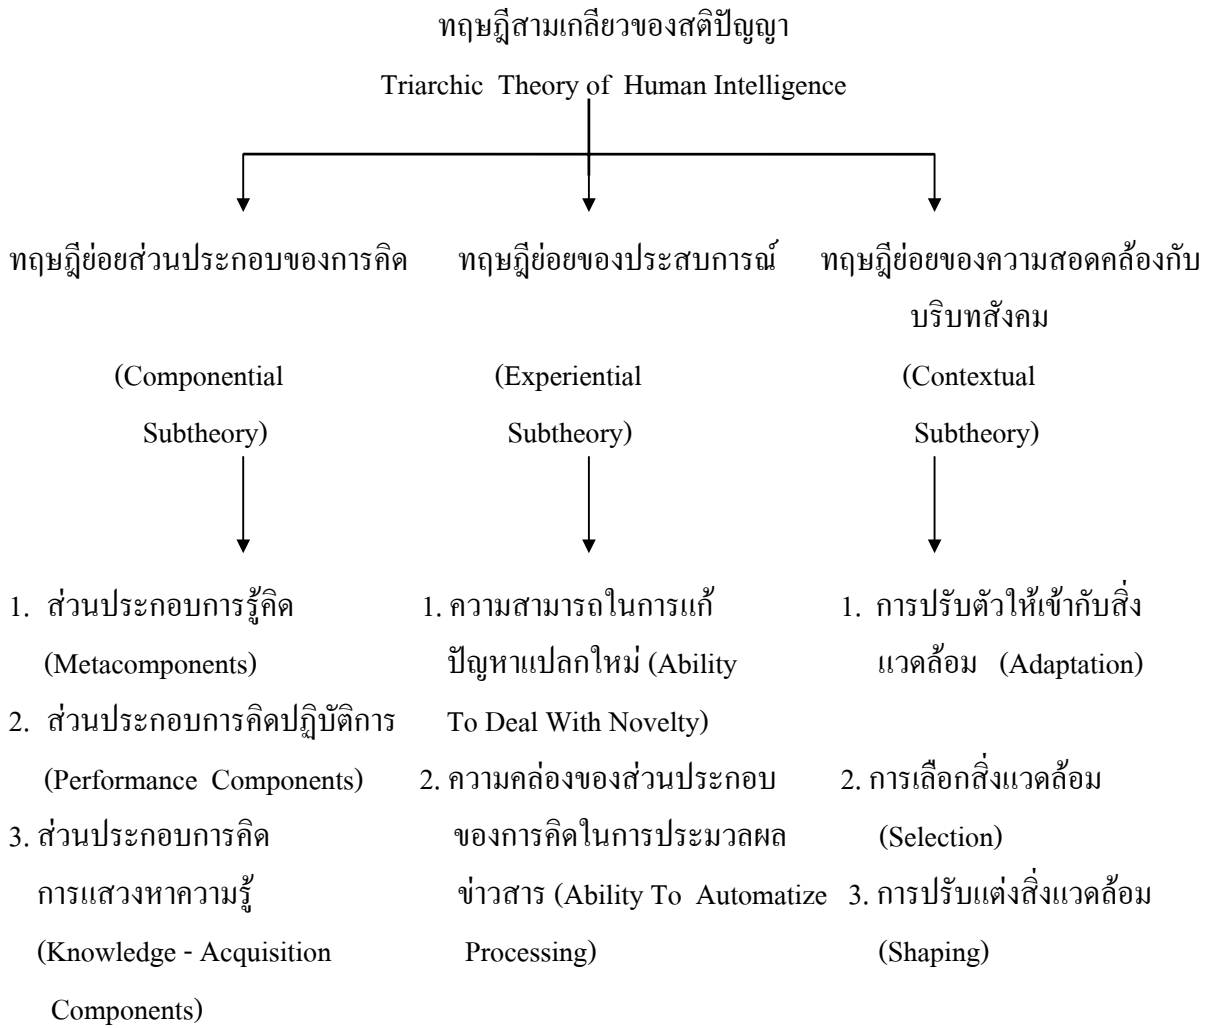 ทฤษฎีสามเกลียวของสติปัญญา
Triarchic Theory of Human Intelligence
ทฤษฎีย่อยส่วนประกอบของการคิด
(Componential
Subtheory)
1. ส่วนประกอบการรู้คิด
(Metacomponents)
2. ส่วนประกอบการคิดปฏิบัติการ
(Performance Components)
3. ส่วนประกอบการคิด
การแสวงหาความรู้
(Knowledge - Acquisition
Components)
ทฤษฎีย่อยของประสบการณ์
(Experiential
Subtheory)
1. ความสามารถในการแก้
ปัญหาแปลกใหม่ (Ability
To Deal With Novelty)
2. ความคล่องของส่วนประกอบ
ของการคิดในการประมวลผล
ข่าวสาร (Ability To Automatize
Processing)
ทฤษฎีย่อยของความสอดคล้องกับ
บริบทสังคม
(Contextual
Subtheory)
1. การปรับตัวให้เข้ากับสิ่ง
แวดล้อม (Adaptation)
2. การเลือกสิ่งแวดล้อม
(Selection)
3. การปรับแต่งสิ่งแวดล้อม
(Shaping)